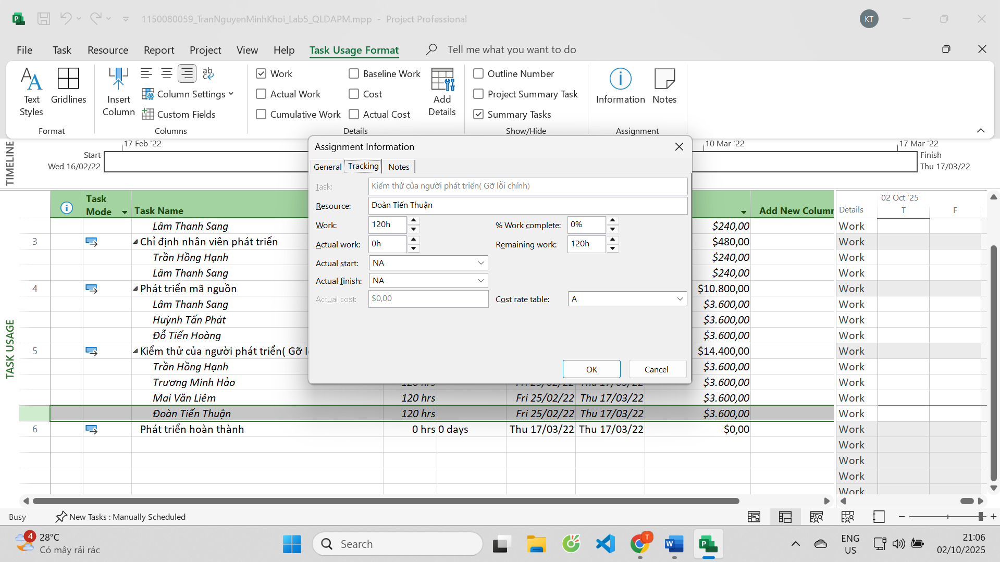 1150080059_TranNguyenMinhKhoi_Lab5_QLDAPM.mpp - Project Professional
KT
File Task Resource Report Project View Help Task Usage Format Tell me what you want to do
Text Styles
Gridlines
Format
Insert Column
Column Settings
Custom Fields
Columns
Work
Actual Work
Cumulative Work
Baseline Work
Cost
Actual Cost
Add Details
Details
Outline Number
Project Summary Task
Summary Tasks
Show/Hide
Information
Notes
Assignment
TIMELINE
17 Feb '22 10 Mar '22 17 Mar '22
Start
Wed 16/02/22
Finish
Thu 17/03/22
Assignment Information
General Tracking Notes
Task: Kiểm thử của người phát triển( Gỡ lỗi chính)
Resource: Đoàn Tiến Thuận
Work: 120h % Work complete: 0%
Actual work: 0h Remaining work: 120h
Actual start: NA
Actual finish: NA
Actual cost: $0,00 Cost rate table: A
OK Cancel
TASK USAGE
Task Mode Task Name Add New Column Details 02 Oct '25
T F
Lâm Thanh Sang $240,00 Work
3 Chỉ định nhân viên phát triển $480,00 Work
Trần Hồng Hạnh $240,00 Work
Lâm Thanh Sang $240,00 Work
4 Phát triển mã nguồn $10.800,00 Work
Lâm Thanh Sang $3.600,00 Work
Huỳnh Tấn Phát $3.600,00 Work
Đỗ Tiến Hoàng $3.600,00 Work
5 Kiểm thử của người phát triển( Gỡ $14.400,00 Work
Trần Hồng Hạnh $3.600,00 Work
Trương Minh Hảo 120 hrs Fri 25/02/22 Thu 17/03/22 $3.600,00 Work
Mai Văn Liêm 120 hrs Fri 25/02/22 Thu 17/03/22 $3.600,00 Work
Đoàn Tiến Thuận 120 hrs Fri 25/02/22 Thu 17/03/22 $3.600,00 Work
6 Phát triển hoàn thành 0 hrs 0 days Thu 17/03/22 Thu 17/03/22 $0,00 Work
Work
Work
Work
Work
Busy New Tasks : Manually Scheduled
4 28°C
Có mây rải rác
Search
T
ENG
US
21:06
02/10/2025